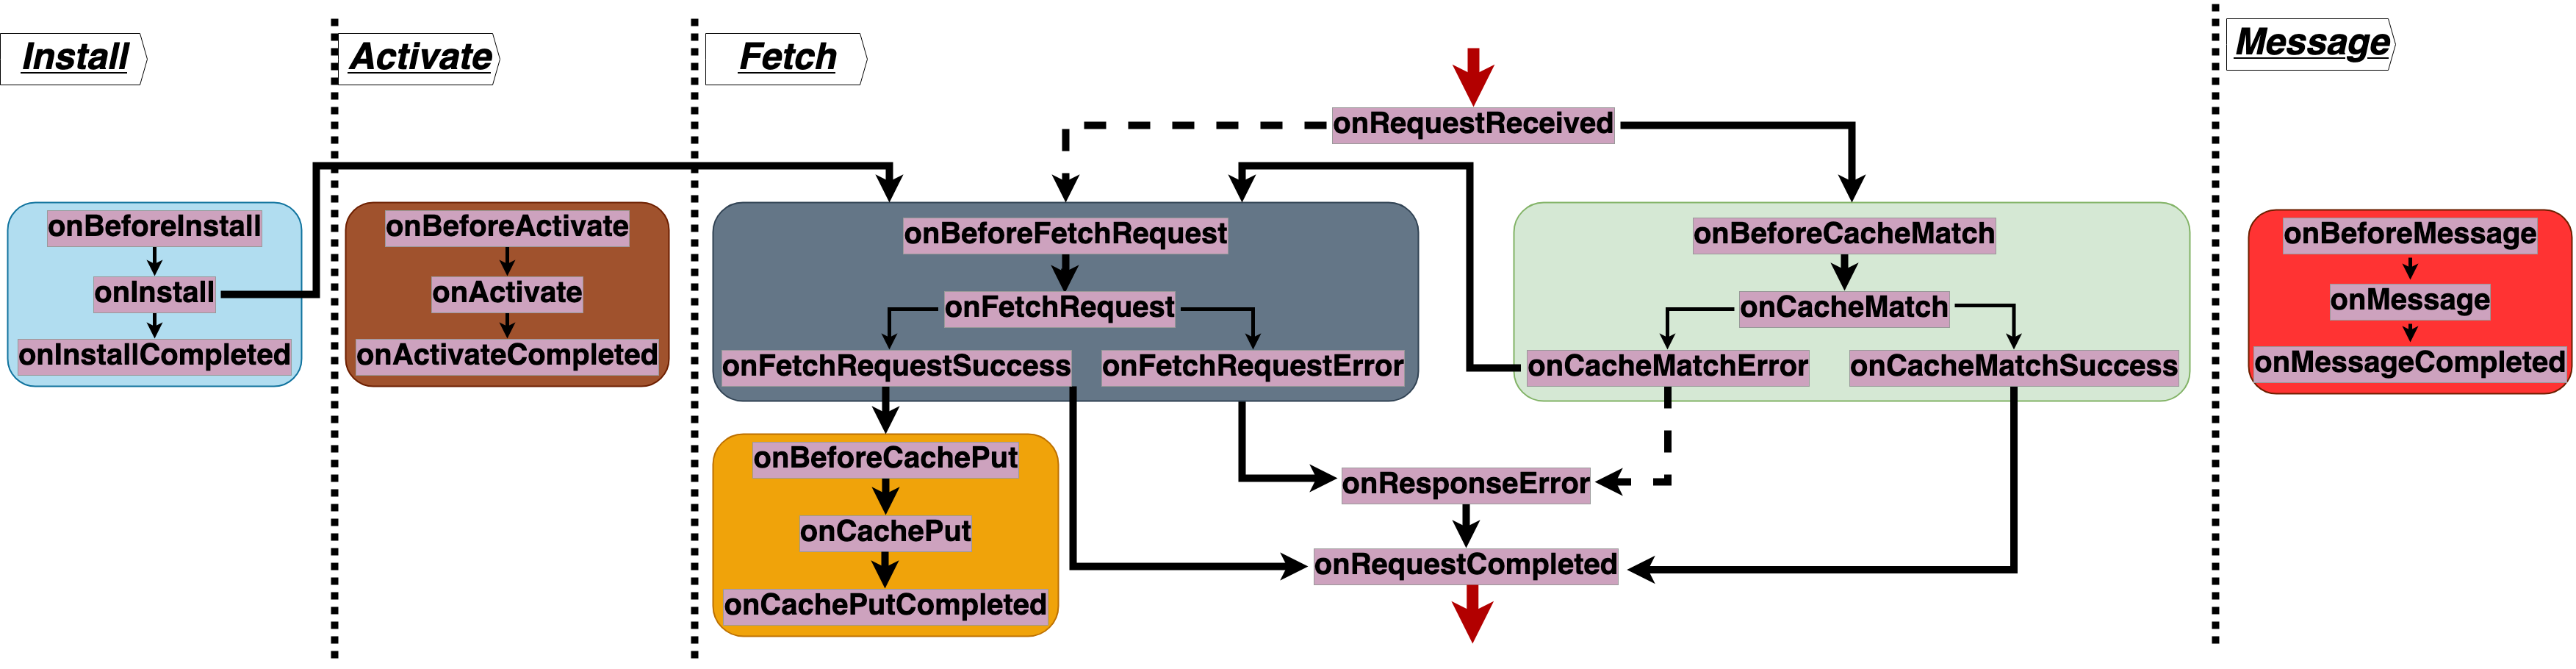 Install
Activate
Fetch
Message
onRequestReceived
onBeforeInstall
onInstall
onInstallCompleted
onBeforeActivate
onActivate
onActivateCompleted
onBeforeFetchRequest
onFetchRequest
onFetchRequestSuccess
onFetchRequestError
onBeforeCacheMatch
onCacheMatch
onCacheMatchError
onCacheMatchSuccess
onBeforeCachePut
onCachePut
onCachePutCompleted
onResponseError
onRequestCompleted
onBeforeMessage
onMessage
onMessageCompleted